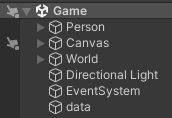 Game
Person
Canvas
World
Directional Light
EventSystem
data